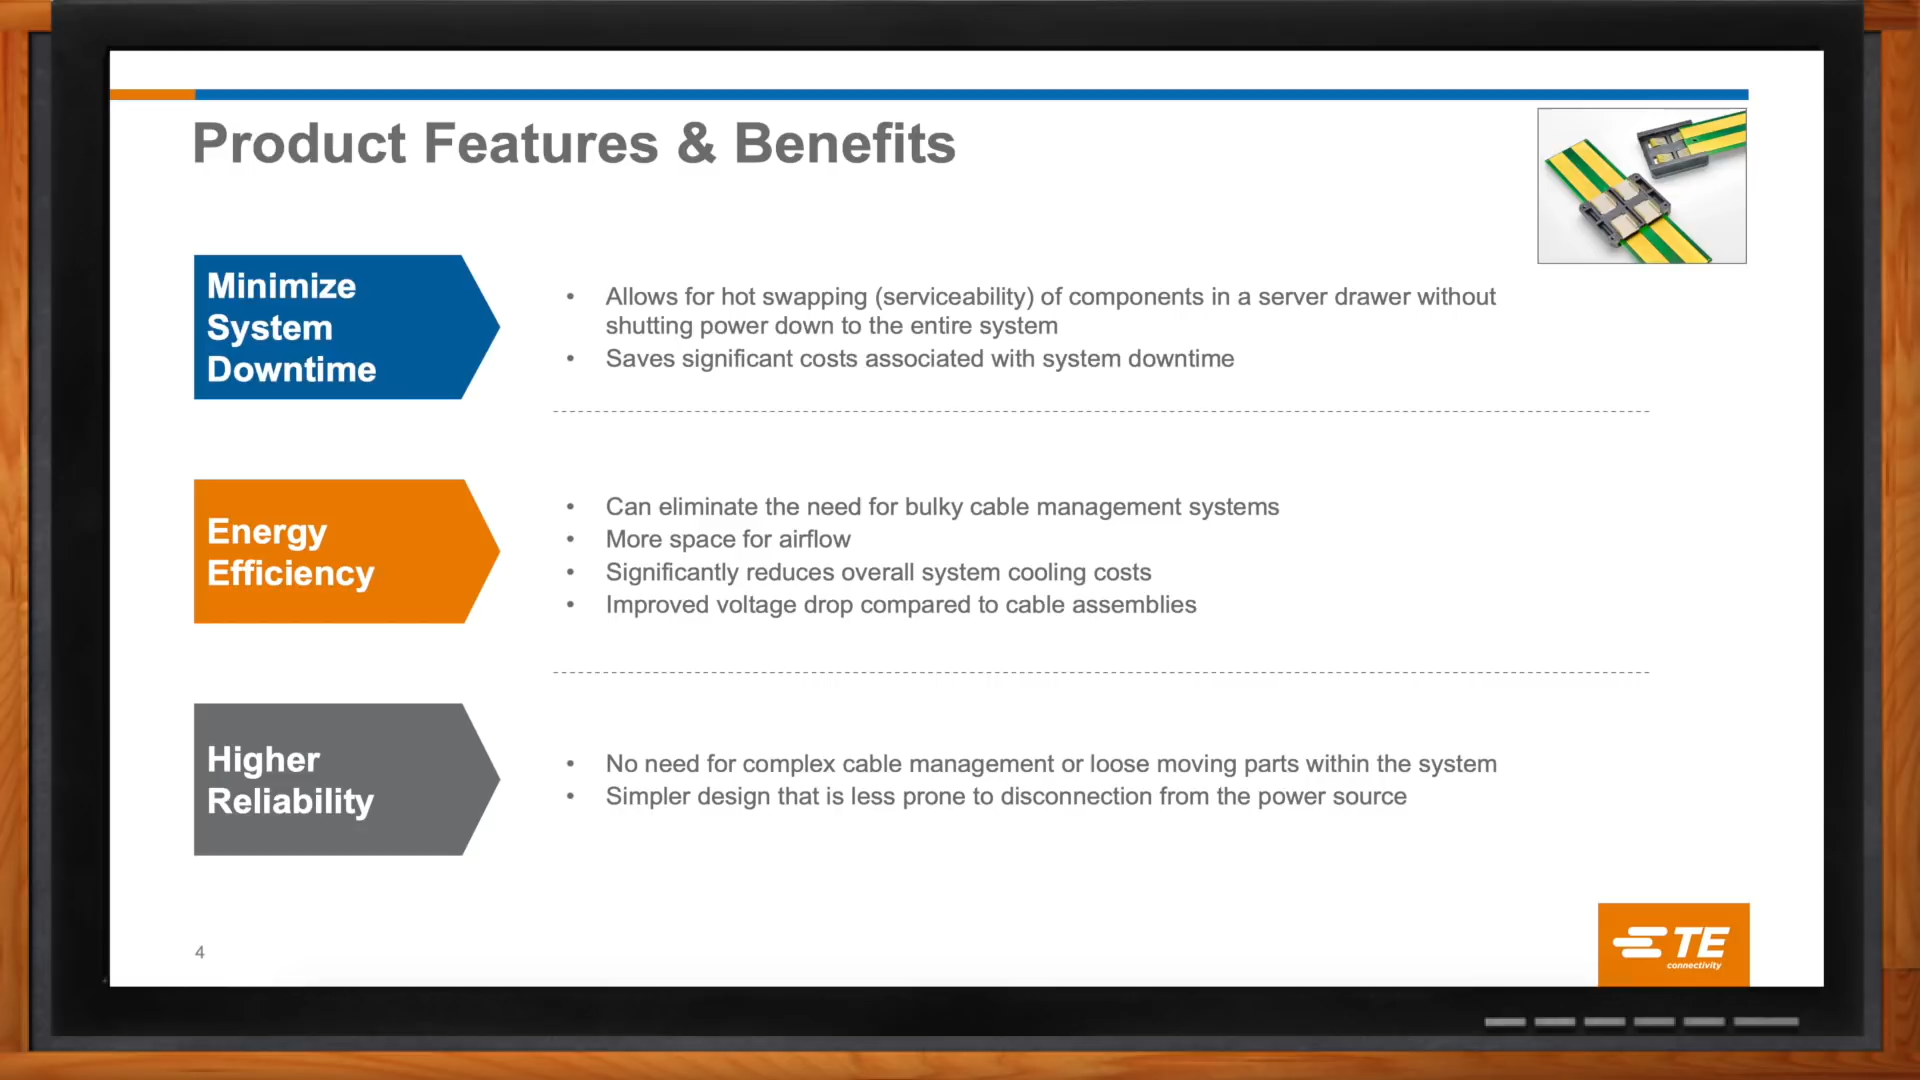 Product Features & Benefits
Minimize
System
Downtime
• Allows for hot swapping (serviceability) of components in a server drawer without
shutting power down to the entire system
• Saves significant costs associated with system downtime
Energy
Efficiency
• Can eliminate the need for bulky cable management systems
• More space for airflow
• Significantly reduces overall system cooling costs
• Improved voltage drop compared to cable assemblies
Higher
Reliability
• No need for complex cable management or loose moving parts within the system
• Simpler design that is less prone to disconnection from the power source
4
TE
connectivity